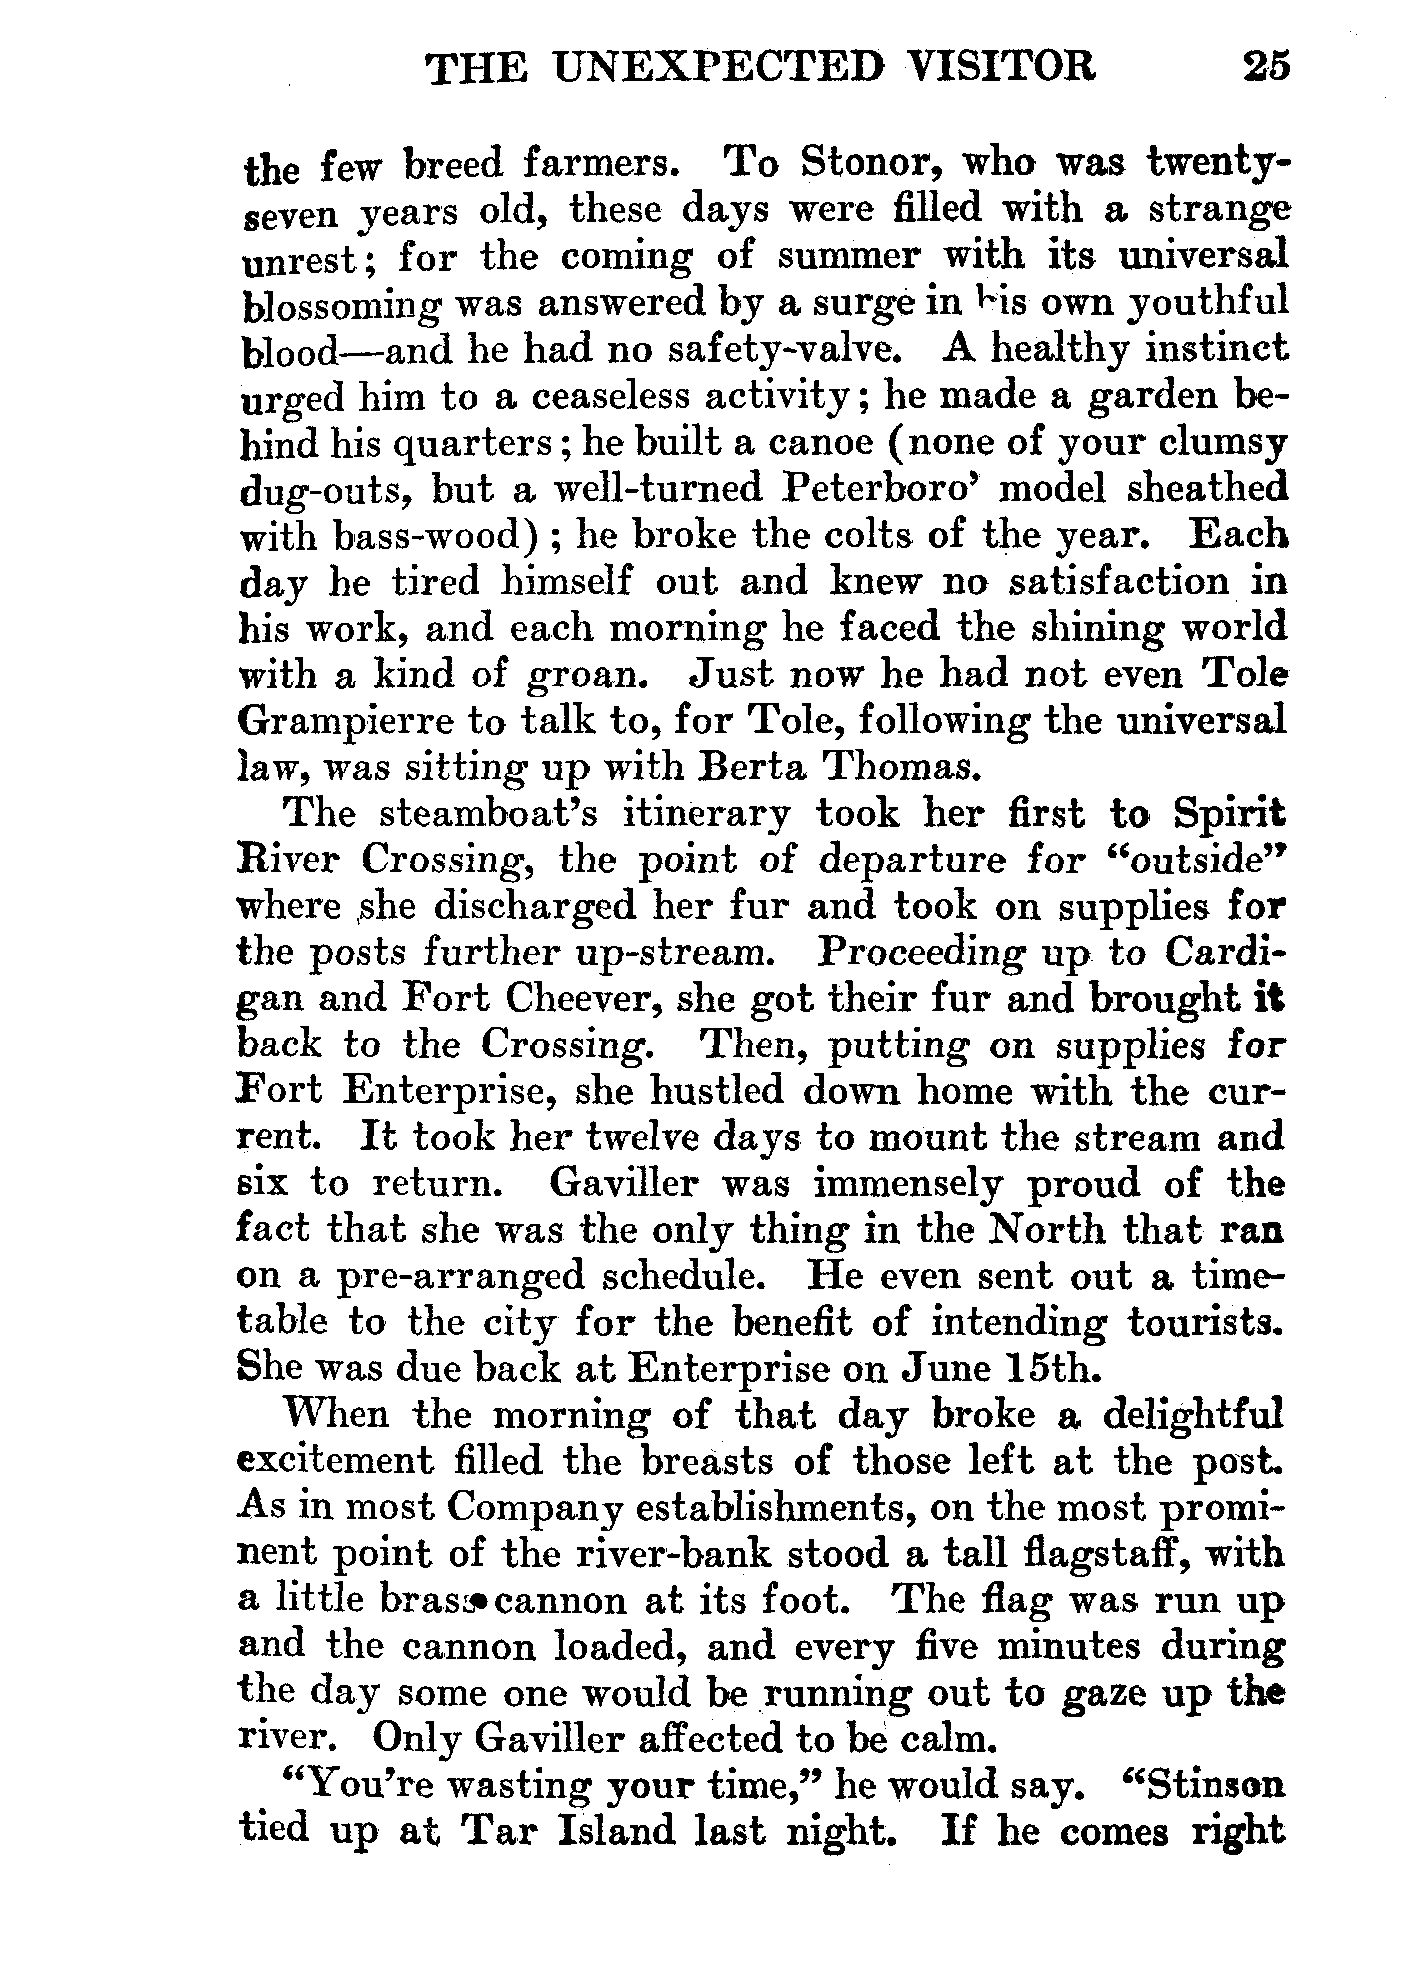 THE UNEXPECTED VISITOR 25
the few breed farmers. To Stonor, who was twenty-
seven years old, these days were filled with a strange
unrest; for the coming of summer with its universal
blossoming was answered by a surge in his own youthful
blood—and he had no safety-valve. A healthy instinct
urged him to a ceaseless activity; he made a garden be-
hind his quarters; he built a canoe (none of your clumsy
dug-outs, but a well-turned Peterboro' model sheathed
with bass-wood); he broke the colts of the year. Each
day he tired himself out and knew no satisfaction in
his work, and each morning he faced the shining world
with a kind of groan. Just now he had not even Tole
Grampierre to talk to, for Tole, following the universal
law, was sitting up with Berta Thomas.
The steamboat's itinerary took her first to Spirit
River Crossing, the point of departure for "outside"
where she discharged her fur and took on supplies for
the posts further up-stream. Proceeding up to Cardi-
gan and Fort Cheever, she got their fur and brought it
back to the Crossing. Then, putting on supplies for
Fort Enterprise, she hustled down home with the cur-
rent. It took her twelve days to mount the stream and
six to return. Gaviller was immensely proud of the
fact that she was the only thing in the North that ran
on a pre-arranged schedule. He even sent out a time-
table to the city for the benefit of intending tourists.
She was due back at Enterprise on June 15th.
When the morning of that day broke a delightful
excitement filled the breasts of those left at the post.
As in most Company establishments, on the most promi-
nent point of the river-bank stood a tall flagstaff, with
a little brass cannon at its foot. The flag was run up
and the cannon loaded, and every five minutes during
the day some one would be running out to gaze up the
river. Only Gaviller affected to be calm.
"You're wasting your time," he would say. "Stinson
tied up at Tar Island last night. If he comes right